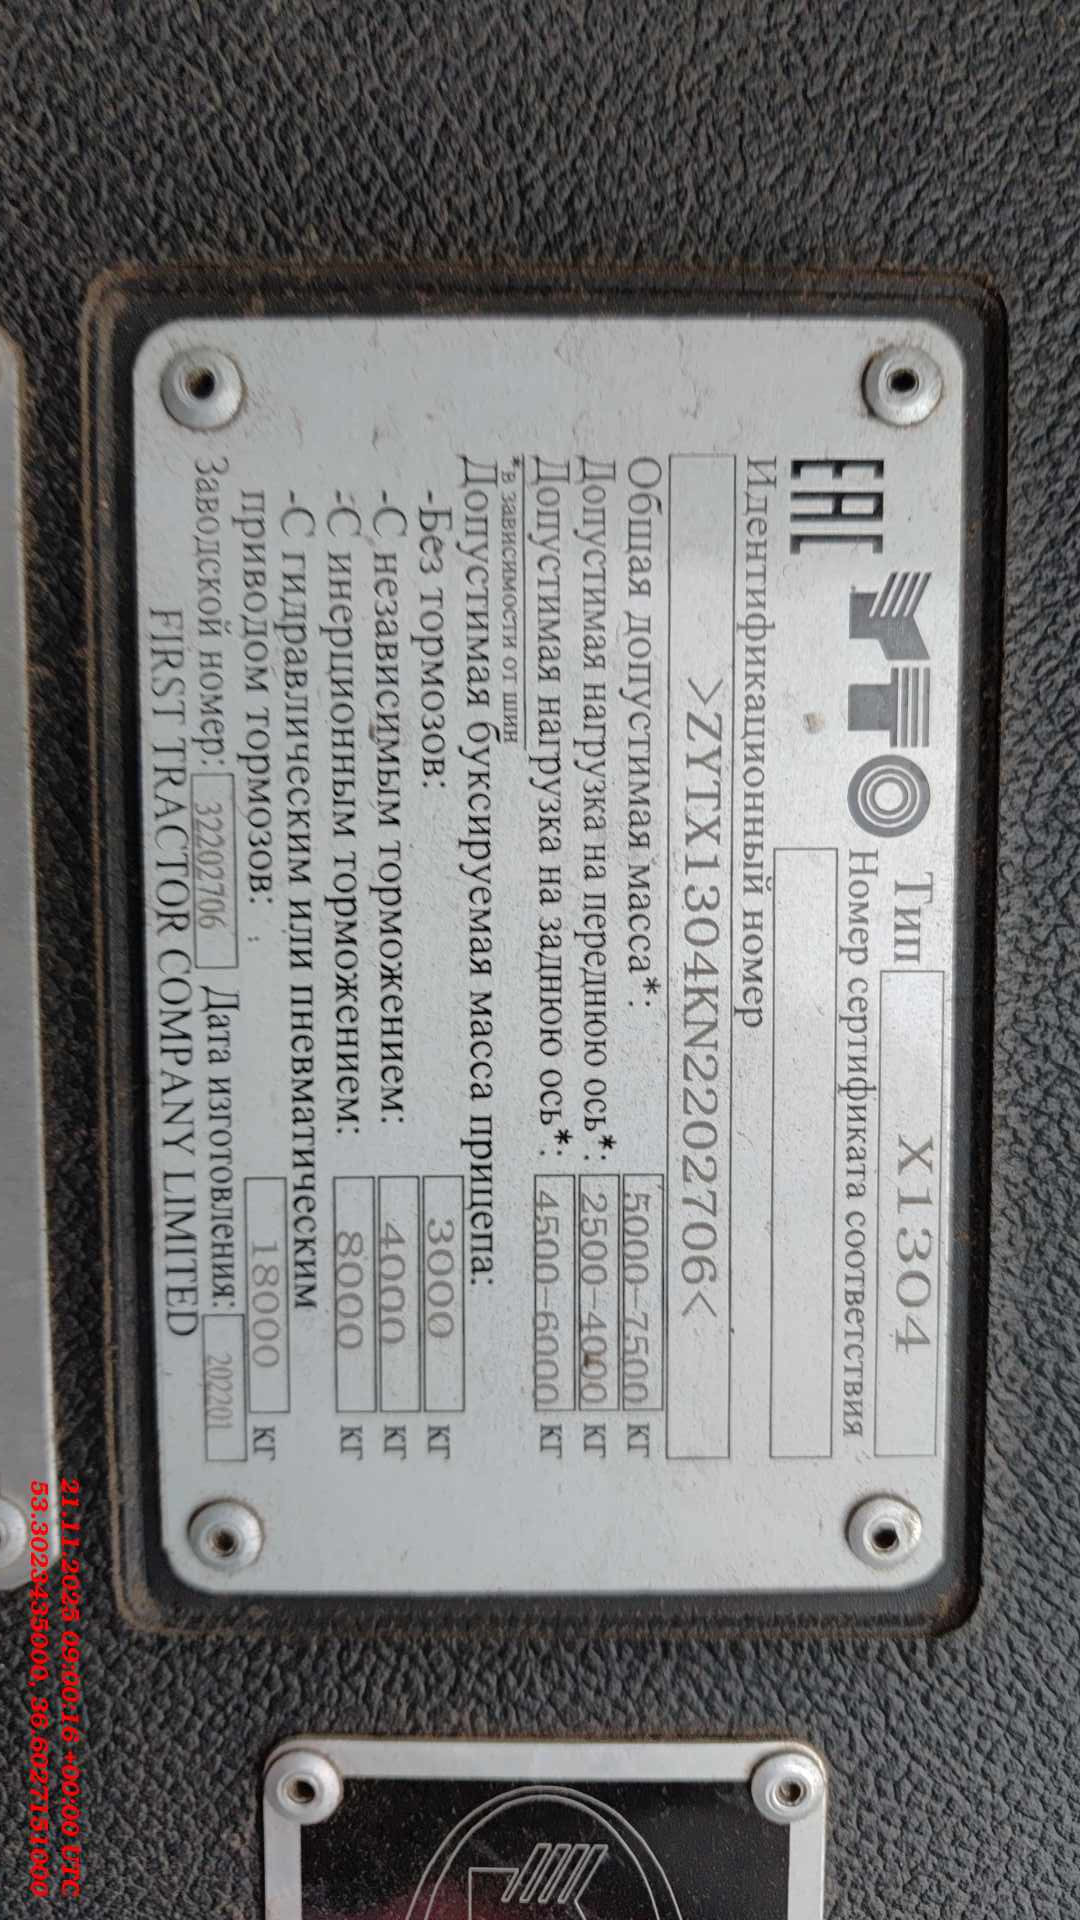 EAC YTO Тип X1304
Номер сертификата соответствия
Идентификационный номер
>ZYTX1304KN2202706<
Общая допустимая масса*: 5000-7500 кг
Допустимая нагрузка на переднюю ось*: 2500-4000 кг
Допустимая нагрузка на заднюю ось*: 4500-6000 кг
*в зависимости от шин
Допустимая буксируемая масса прицепа:
-Без тормозов: 3000 кг
-С независимым торможением: 4000 кг
-С инерционным торможением: 8000 кг
-С гидравлическим или пневматическим
приводом тормозов: 18000 кг
Заводской номер: 32202706 Дата изготовления: 202201
FIRST TRACTOR COMPANY LIMITED
21.11.2025 09:00:16 +00:00 UTC
53.3023435000, 36.6027151000